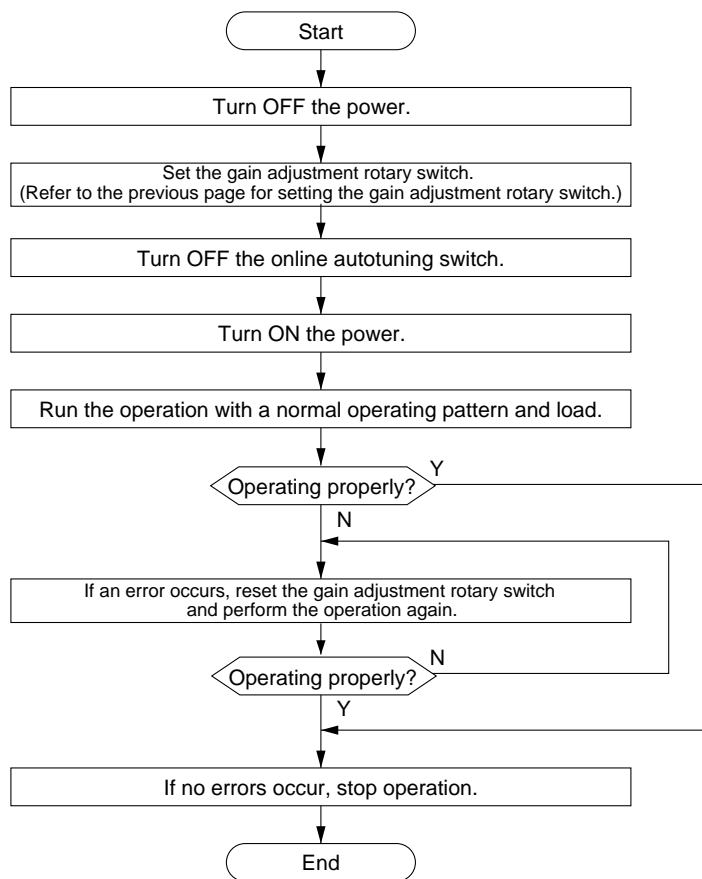 Start
Turn OFF the power.
Set the gain adjustment rotary switch.
(Refer to the previous page for setting the gain adjustment rotary switch.)
Turn OFF the online autotuning switch.
Turn ON the power.
Run the operation with a normal operating pattern and load.
Operating properly?
Y
N
If an error occurs, reset the gain adjustment rotary switch
and perform the operation again.
Operating properly?
N
Y
If no errors occur, stop operation.
End